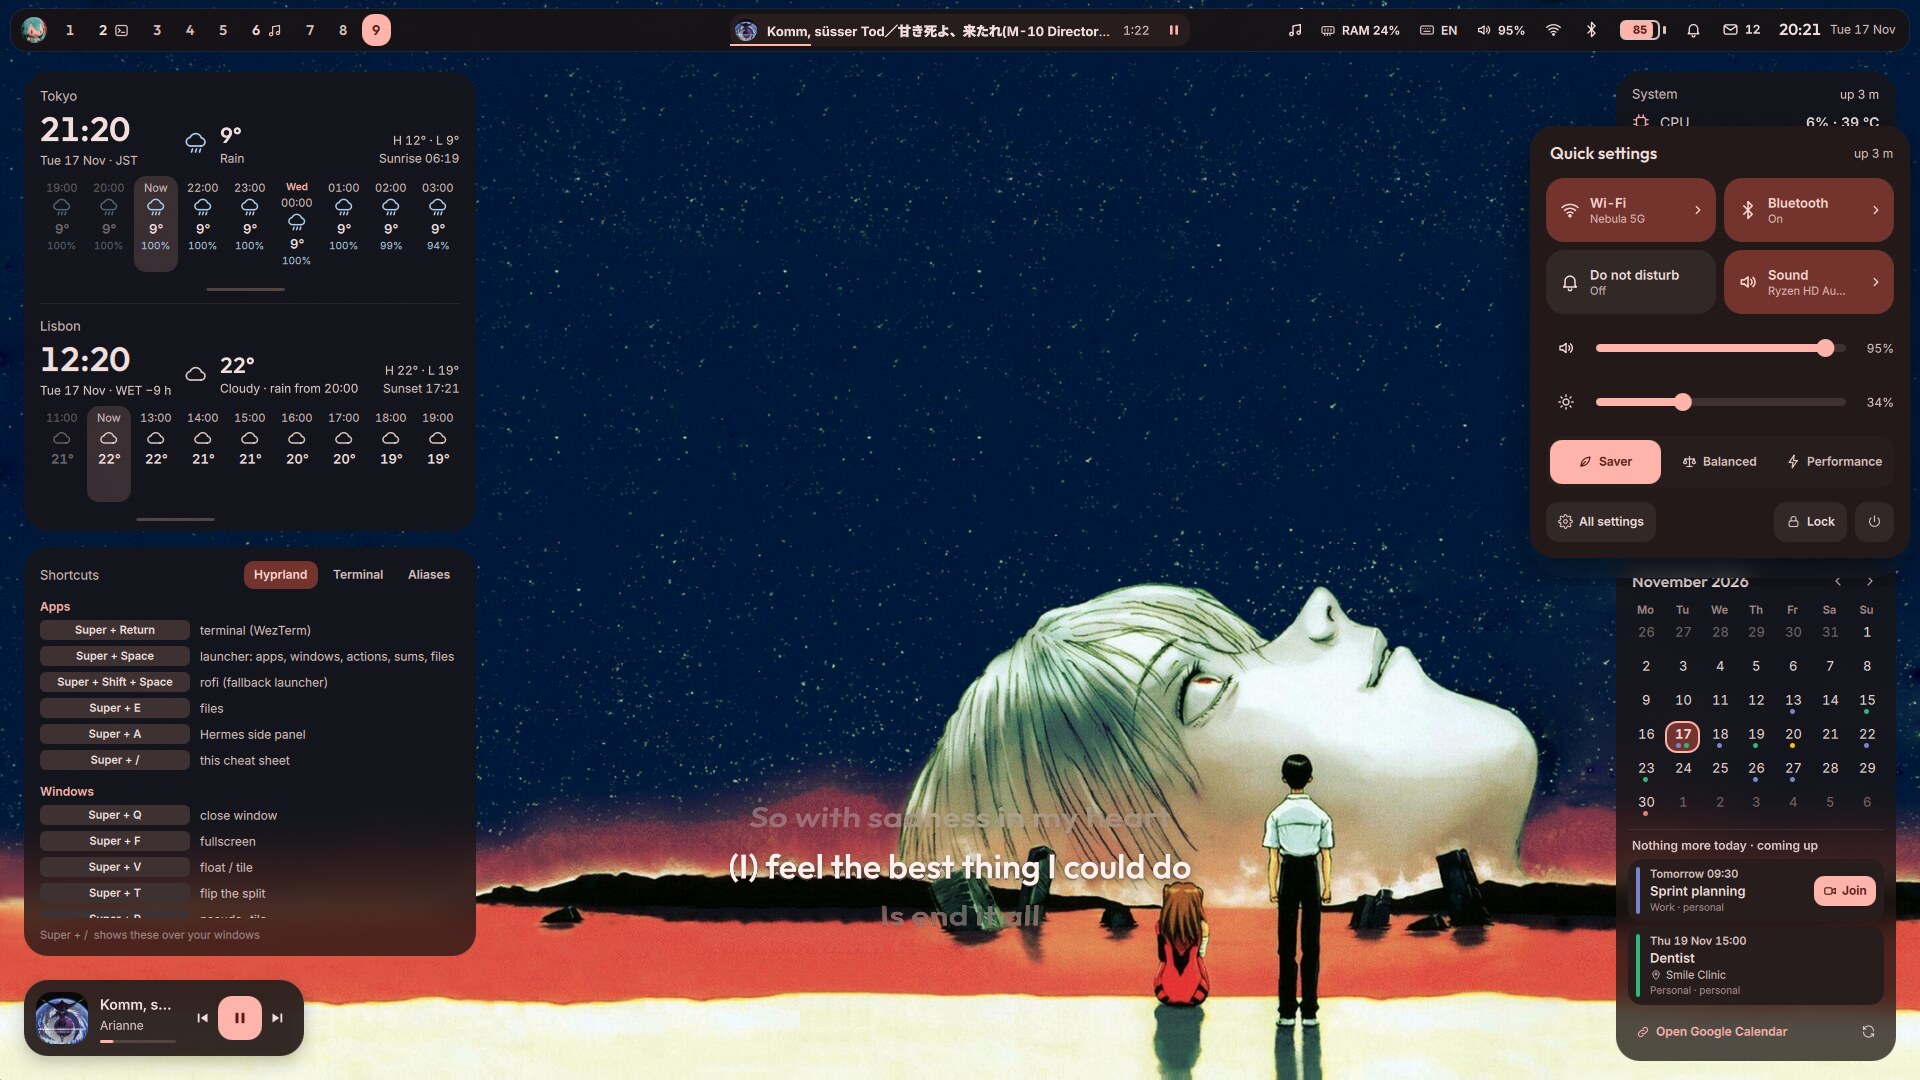 1 2 3 4 5 6 7 8 9
Komm, süsser Tod／甘き死よ、来たれ(M-10 Director... 1:22
RAM 24% EN 95% 85 12 20:21 Tue 17 Nov
Tokyo
21:20
Tue 17 Nov · JST
9°
Rain
H 12° · L 9°
Sunrise 06:19
19:00 20:00 Now 22:00 23:00 Wed 00:00 01:00 02:00 03:00
9° 9° 9° 9° 9° 9° 9° 9° 9°
100% 100% 100% 100% 100% 100% 100% 99% 94%
Lisbon
12:20
Tue 17 Nov · WET −9 h
22°
Cloudy · rain from 20:00
H 22° · L 19°
Sunset 17:21
11:00 Now 13:00 14:00 15:00 16:00 17:00 18:00 19:00
21° 22° 22° 21° 21° 20° 20° 19° 19°
Shortcuts Hyprland Terminal Aliases
Apps
Super + Return terminal (WezTerm)
Super + Space launcher: apps, windows, actions, sums, files
Super + Shift + Space rofi (fallback launcher)
Super + E files
Super + A Hermes side panel
Super + / this cheat sheet
Windows
Super + Q close window
Super + F fullscreen
Super + V float / tile
Super + T flip the split
Super + / shows these over your windows
Komm, s...
Arianne
So with sadness in my heart
(I) feel the best thing I could do
Is end it all
System up 3 m
CPU 6% · 39 °C
Quick settings up 3 m
Wi-Fi
Nebula 5G
Bluetooth
On
Do not disturb
Off
Sound
Ryzen HD Au...
95%
34%
Saver Balanced Performance
All settings Lock
November 2026
Mo Tu We Th Fr Sa Su
26 27 28 29 30 31 1
2 3 4 5 6 7 8
9 10 11 12 13 14 15
16 17 18 19 20 21 22
23 24 25 26 27 28 29
30 1 2 3 4 5 6
Nothing more today · coming up
Tomorrow 09:30
Sprint planning
Work · personal
Join
Thu 19 Nov 15:00
Dentist
Smile Clinic
Personal · personal
Open Google Calendar